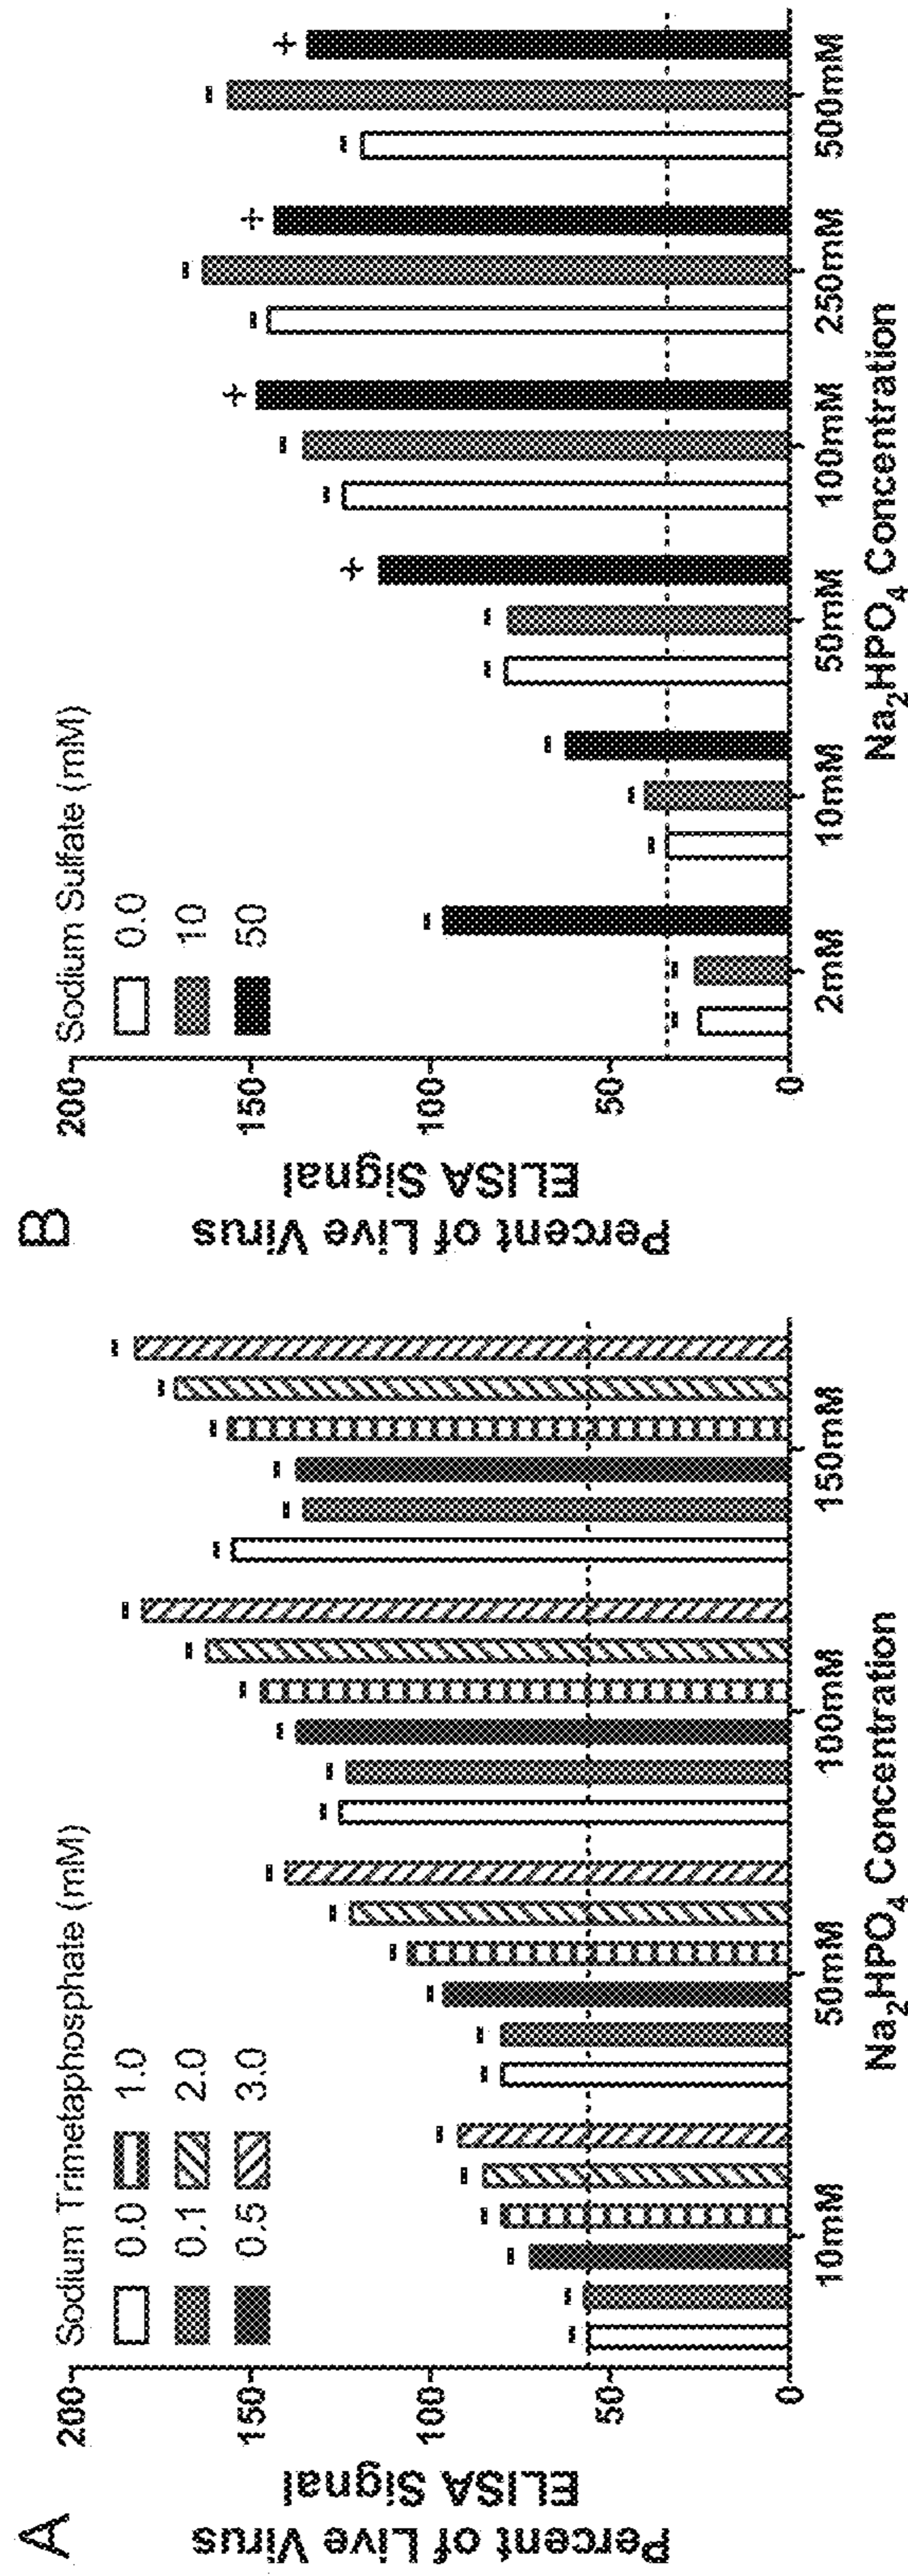 A
Percent of Live Virus
ELISA Signal
200
150
100
50
0
Sodium Trimetaphosphate (mM)
0.0 1.0
0.1 2.0
0.5 3.0
10mM 50mM 100mM 150mM
Na₂HPO₄ Concentration
B
Percent of Live Virus
ELISA Signal
200
150
100
50
0
Sodium Sulfate (mM)
0.0
10
50
+ + + +
2mM 10mM 50mM 100mM 250mM 500mM
Na₂HPO₄ Concentration